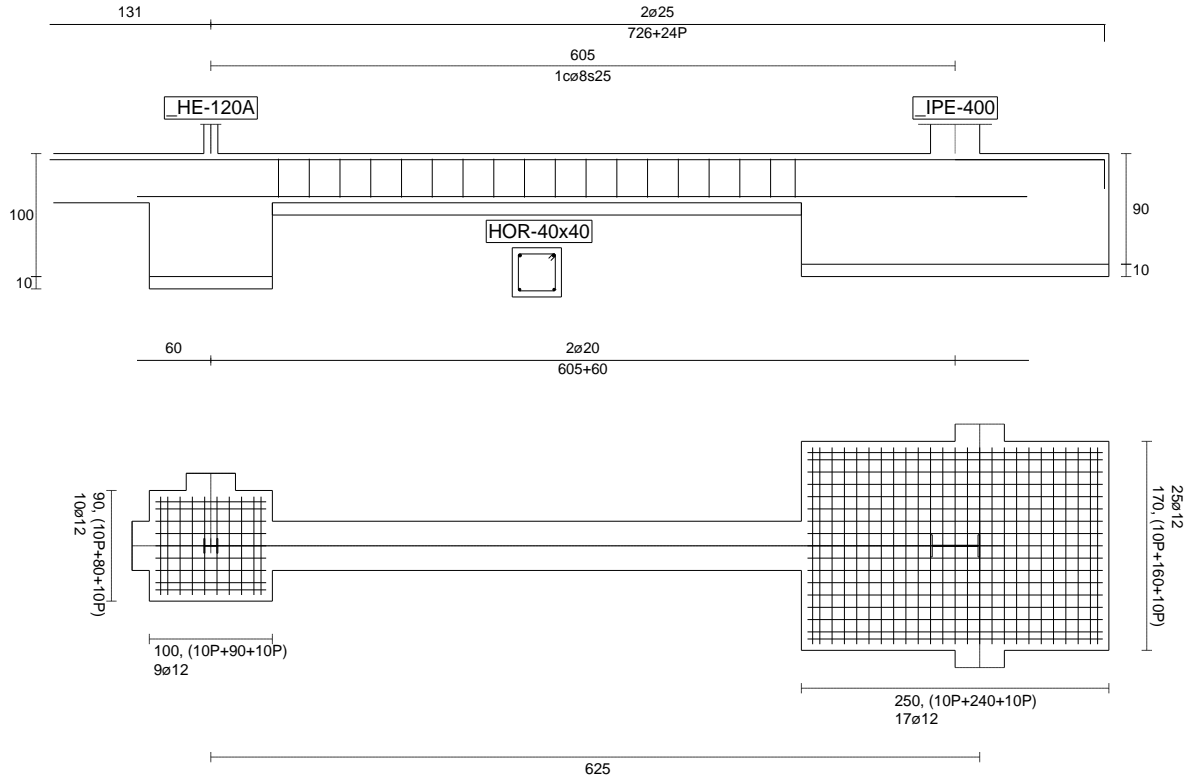 131
2ø25
726+24P
605
1cø8s25
_HE-120A
_IPE-400
100
10
90
10
HOR-40x40
60
2ø20
605+60
90, (10P+80+10P)
10ø12
100, (10P+90+10P)
9ø12
25ø12
170, (10P+160+10P)
250, (10P+240+10P)
17ø12
625